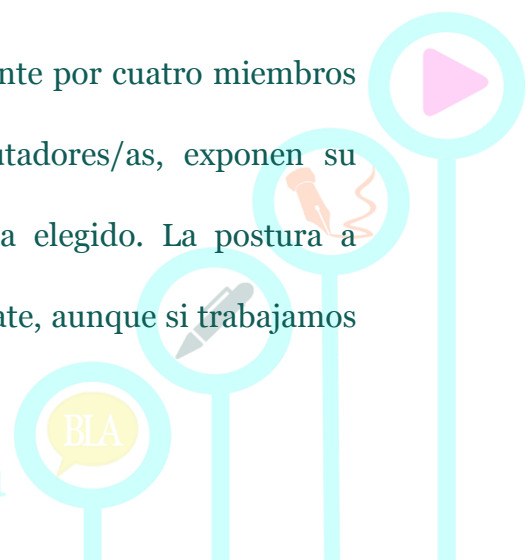 nte por cuatro miembros
utadores/as, exponen su
a elegido. La postura a
ate, aunque si trabajamos
BLA